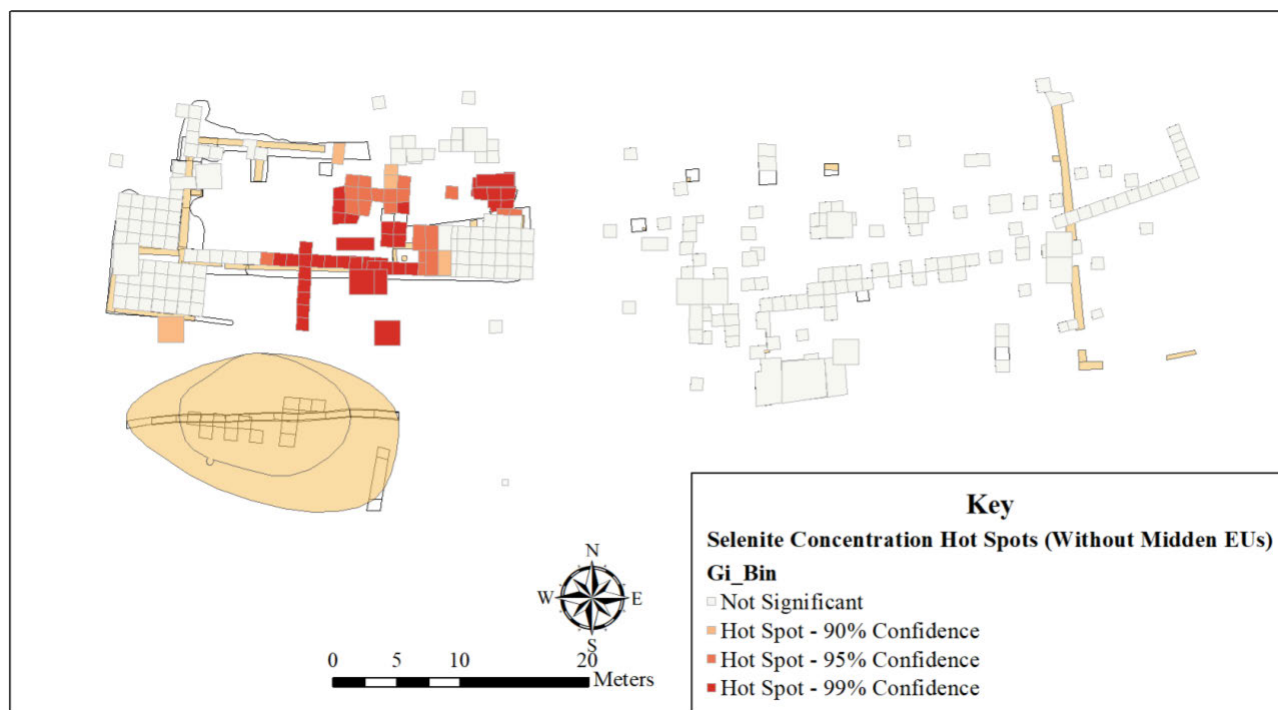 N
W E
S
0 5 10 20
Meters
Key
Selenite Concentration Hot Spots (Without Midden EUs)
Gi_Bin
Not Significant
Hot Spot - 90% Confidence
Hot Spot - 95% Confidence
Hot Spot - 99% Confidence